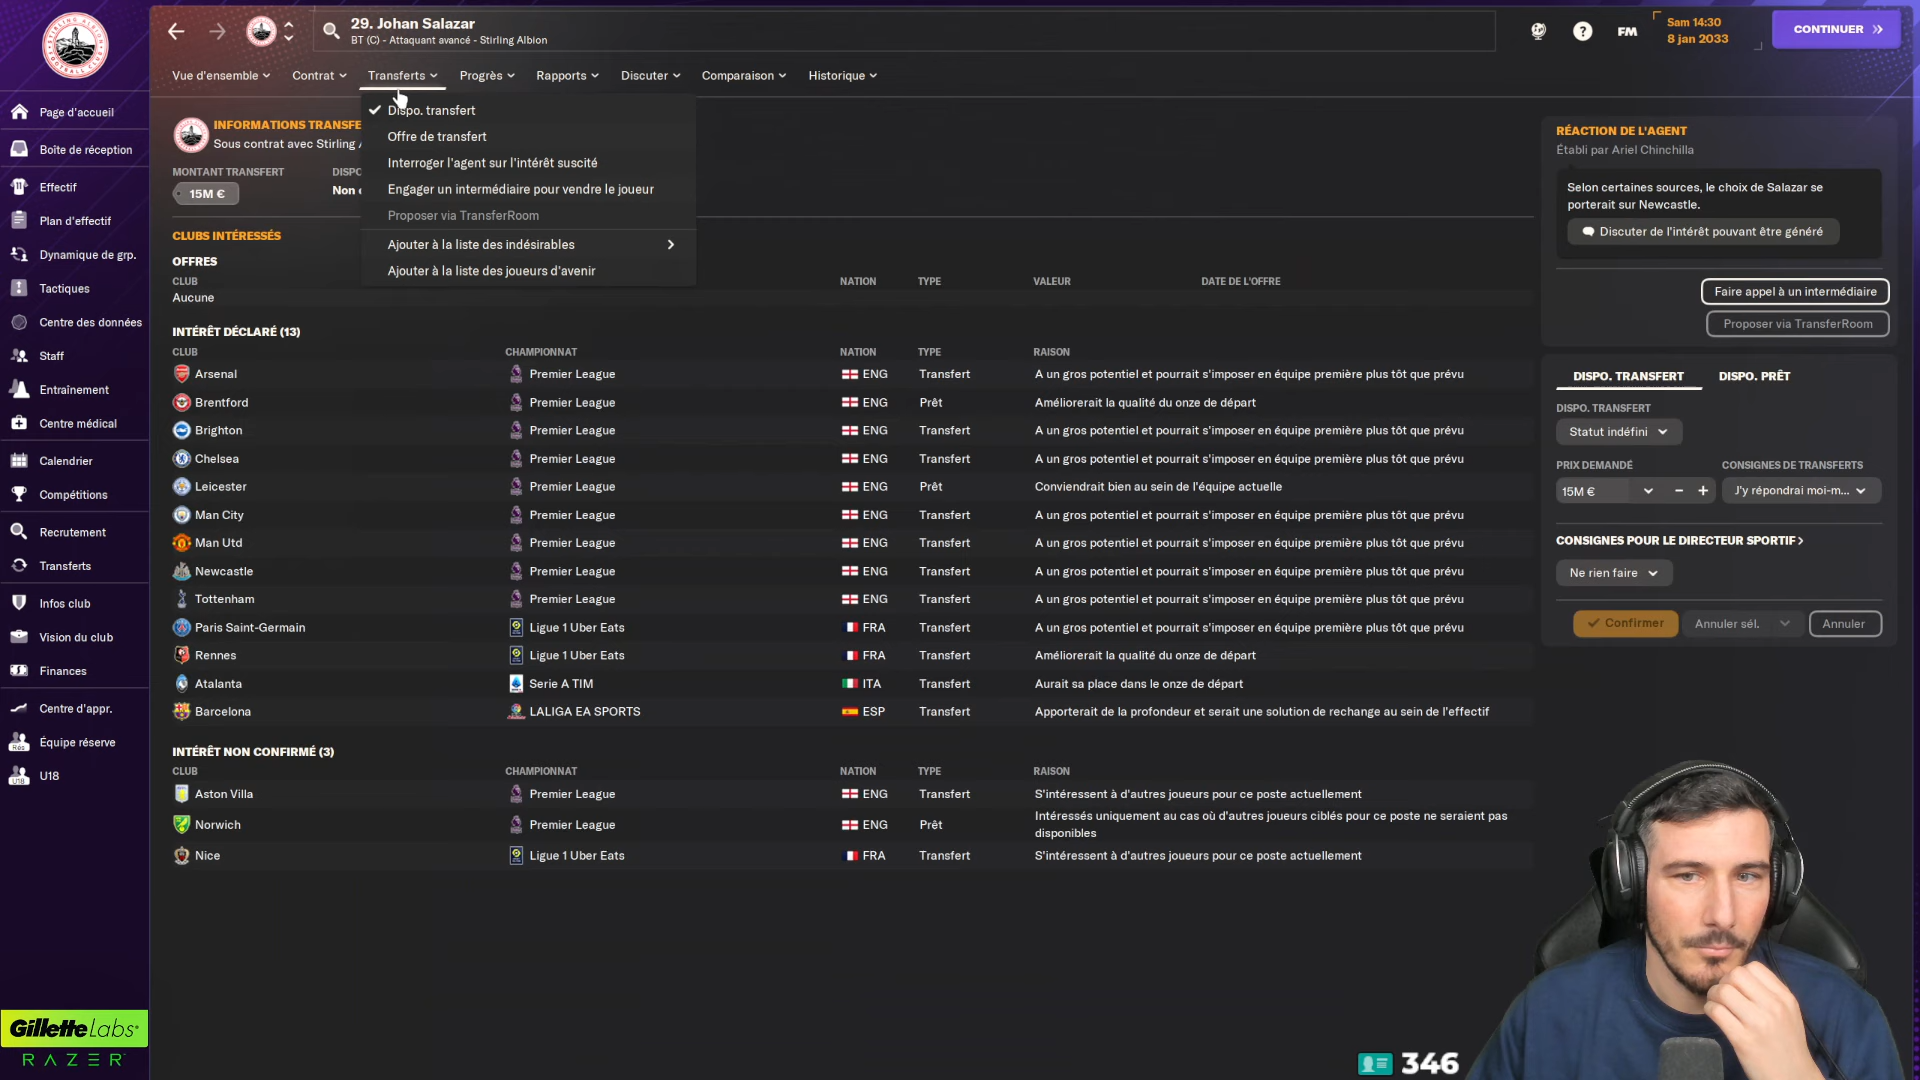 29. Johan Salazar
BT (C) - Attaquant avancé - Stirling Albion
FM
Sam 14:30
8 jan 2033
CONTINUER
Vue d'ensemble
Contrat
Transferts
Progrès
Rapports
Discuter
Comparaison
Historique
Page d'accueil
Boîte de réception
Effectif
Plan d'effectif
Dynamique de grp.
Tactiques
Centre des données
Staff
Entraînement
Centre médical
Calendrier
Compétitions
Recrutement
Transferts
Infos club
Vision du club
Finances
Centre d'appr.
Équipe réserve
U18
GilletteLabs
RAZER
INFORMATIONS TRANSFE
Sous contrat avec Stirling
MONTANT TRANSFERT
15M €
DISPO
Non
Dispo. transfert
Offre de transfert
Interroger l'agent sur l'intérêt suscité
Engager un intermédiaire pour vendre le joueur
Proposer via TransferRoom
Ajouter à la liste des indésirables
Ajouter à la liste des joueurs d'avenir
CLUBS INTÉRESSÉS
OFFRES
CLUB NATION TYPE VALEUR DATE DE L'OFFRE
Aucune
INTÉRÊT DÉCLARÉ (13)
CLUB CHAMPIONNAT NATION TYPE RAISON
Arsenal Premier League ENG Transfert A un gros potentiel et pourrait s'imposer en équipe première plus tôt que prévu
Brentford Premier League ENG Prêt Améliorerait la qualité du onze de départ
Brighton Premier League ENG Transfert A un gros potentiel et pourrait s'imposer en équipe première plus tôt que prévu
Chelsea Premier League ENG Transfert A un gros potentiel et pourrait s'imposer en équipe première plus tôt que prévu
Leicester Premier League ENG Prêt Conviendrait bien au sein de l'équipe actuelle
Man City Premier League ENG Transfert A un gros potentiel et pourrait s'imposer en équipe première plus tôt que prévu
Man Utd Premier League ENG Transfert A un gros potentiel et pourrait s'imposer en équipe première plus tôt que prévu
Newcastle Premier League ENG Transfert A un gros potentiel et pourrait s'imposer en équipe première plus tôt que prévu
Tottenham Premier League ENG Transfert A un gros potentiel et pourrait s'imposer en équipe première plus tôt que prévu
Paris Saint-Germain Ligue 1 Uber Eats FRA Transfert A un gros potentiel et pourrait s'imposer en équipe première plus tôt que prévu
Rennes Ligue 1 Uber Eats FRA Transfert Améliorerait la qualité du onze de départ
Atalanta Serie A TIM ITA Transfert Aurait sa place dans le onze de départ
Barcelona LALIGA EA SPORTS ESP Transfert Apporterait de la profondeur et serait une solution de rechange au sein de l'effectif
INTÉRÊT NON CONFIRMÉ (3)
CLUB CHAMPIONNAT NATION TYPE RAISON
Aston Villa Premier League ENG Transfert S'intéressent à d'autres joueurs pour ce poste actuellement
Norwich Premier League ENG Prêt Intéressés uniquement au cas où d'autres joueurs ciblés pour ce poste ne seraient pas
disponibles
Nice Ligue 1 Uber Eats FRA Transfert S'intéressent à d'autres joueurs pour ce poste actuellement
RÉACTION DE L'AGENT
Établi par Ariel Chinchilla
Selon certaines sources, le choix de Salazar se
porterait sur Newcastle.
Discuter de l'intérêt pouvant être généré
Faire appel à un intermédiaire
Proposer via TransferRoom
DISPO. TRANSFERT DISPO. PRÊT
DISPO. TRANSFERT
Statut indéfini
PRIX DEMANDÉ CONSIGNES DE TRANSFERTS
15M € - + J'y répondrai moi-m...
CONSIGNES POUR LE DIRECTEUR SPORTIF >
Ne rien faire
Confirmer Annuler sél. Annuler
346